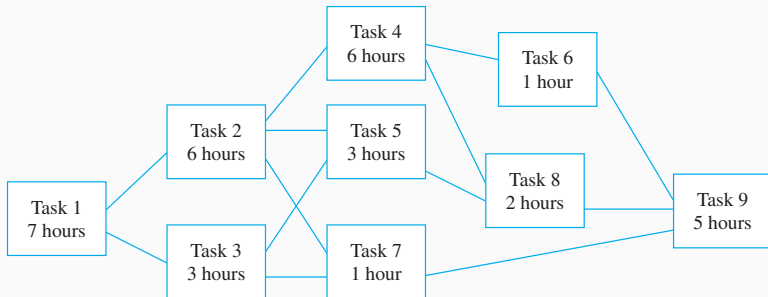 Task 4
6 hours
Task 6
1 hour
Task 2
6 hours
Task 5
3 hours
Task 8
2 hours
Task 1
7 hours
Task 9
5 hours
Task 3
3 hours
Task 7
1 hour